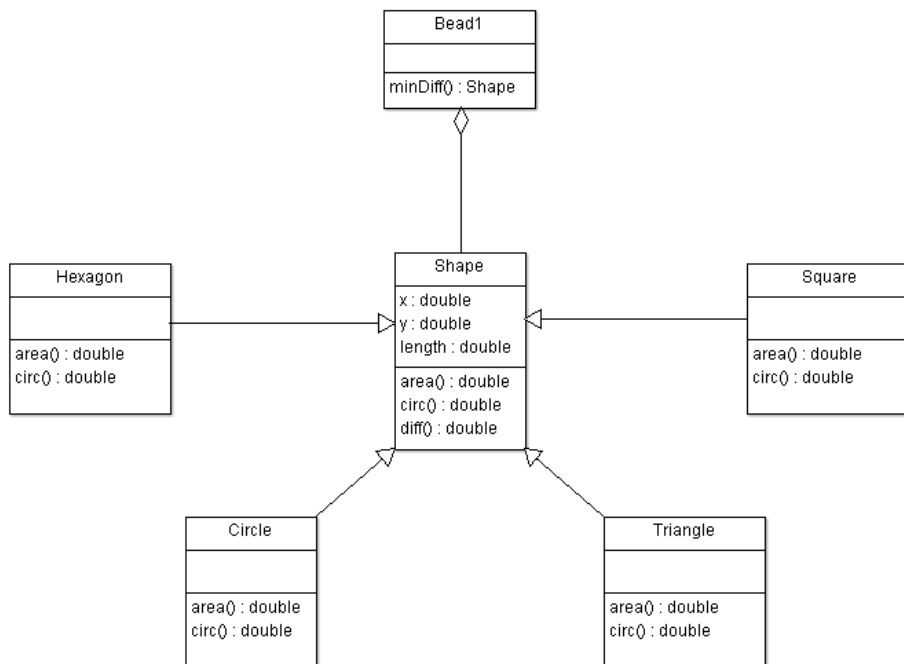 Bead1
minDiff() : Shape
Hexagon
area() : double
circ() : double
Shape
x : double
y : double
length : double
area() : double
circ() : double
diff() : double
Square
area() : double
circ() : double
Circle
area() : double
circ() : double
Triangle
area() : double
circ() : double